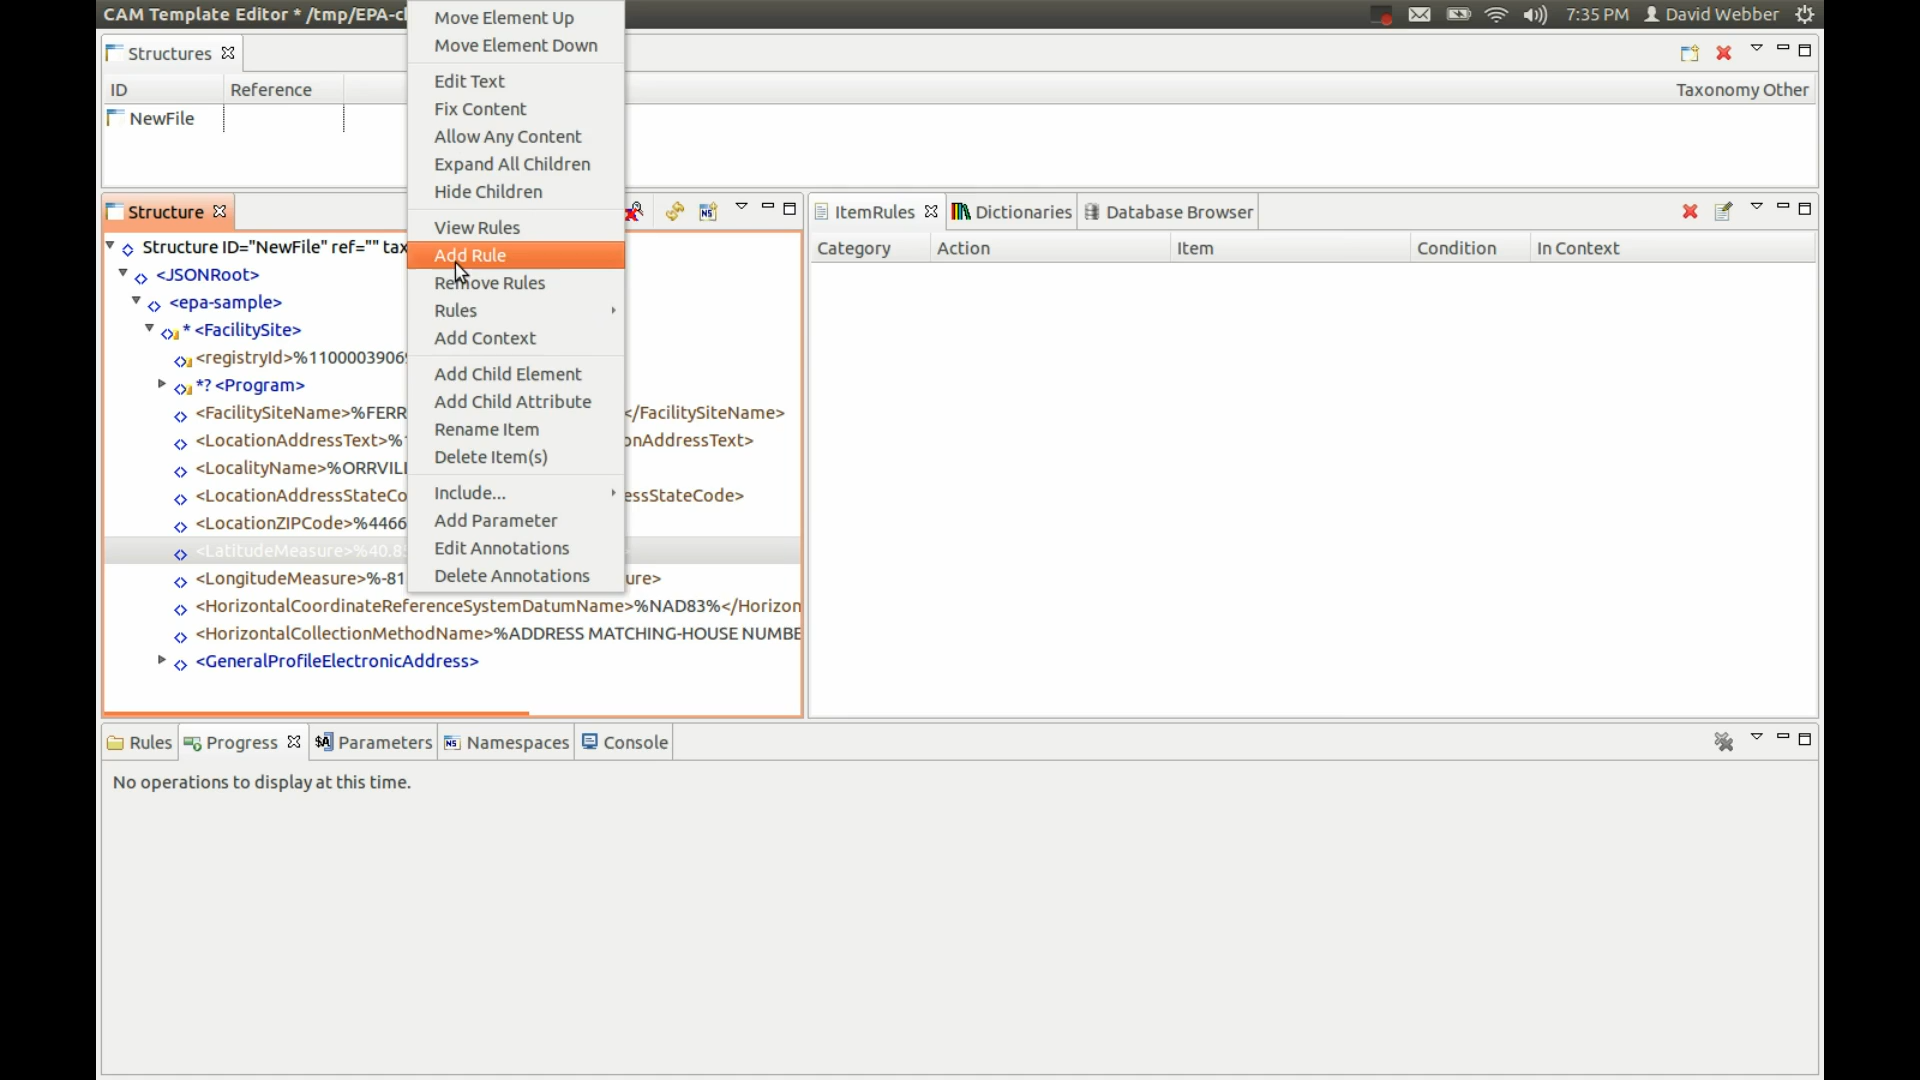 CAM Template Editor * /tmp/EPA-cl
7:35 PM David Webber
Structures
ID Reference Taxonomy Other
NewFile
Move Element Up
Move Element Down
Edit Text
Fix Content
Allow Any Content
Expand All Children
Hide Children
View Rules
Add Rule
Remove Rules
Rules
Add Context
Add Child Element
Add Child Attribute
Rename Item
Delete Item(s)
Include...
Add Parameter
Edit Annotations
Delete Annotations
Structure
Structure ID="NewFile" ref="" tax
<JSONRoot>
<epa-sample>
* <FacilitySite>
<registryId>%1100003906
*? <Program>
<FacilitySiteName>%FERR </FacilitySiteName>
<LocationAddressText>% onAddressText>
<LocalityName>%ORRVILL
<LocationAddressStateCo essStateCode>
<LocationZIPCode>%4466
<LatitudeMeasure>%40.8
<LongitudeMeasure>%-81 ure>
<HorizontalCoordinateReferenceSystemDatumName>%NAD83%</Horizon
<HorizontalCollectionMethodName>%ADDRESS MATCHING-HOUSE NUMBE
<GeneralProfileElectronicAddress>
ItemRules Dictionaries Database Browser
Category Action Item Condition In Context
Rules Progress Parameters Namespaces Console
No operations to display at this time.